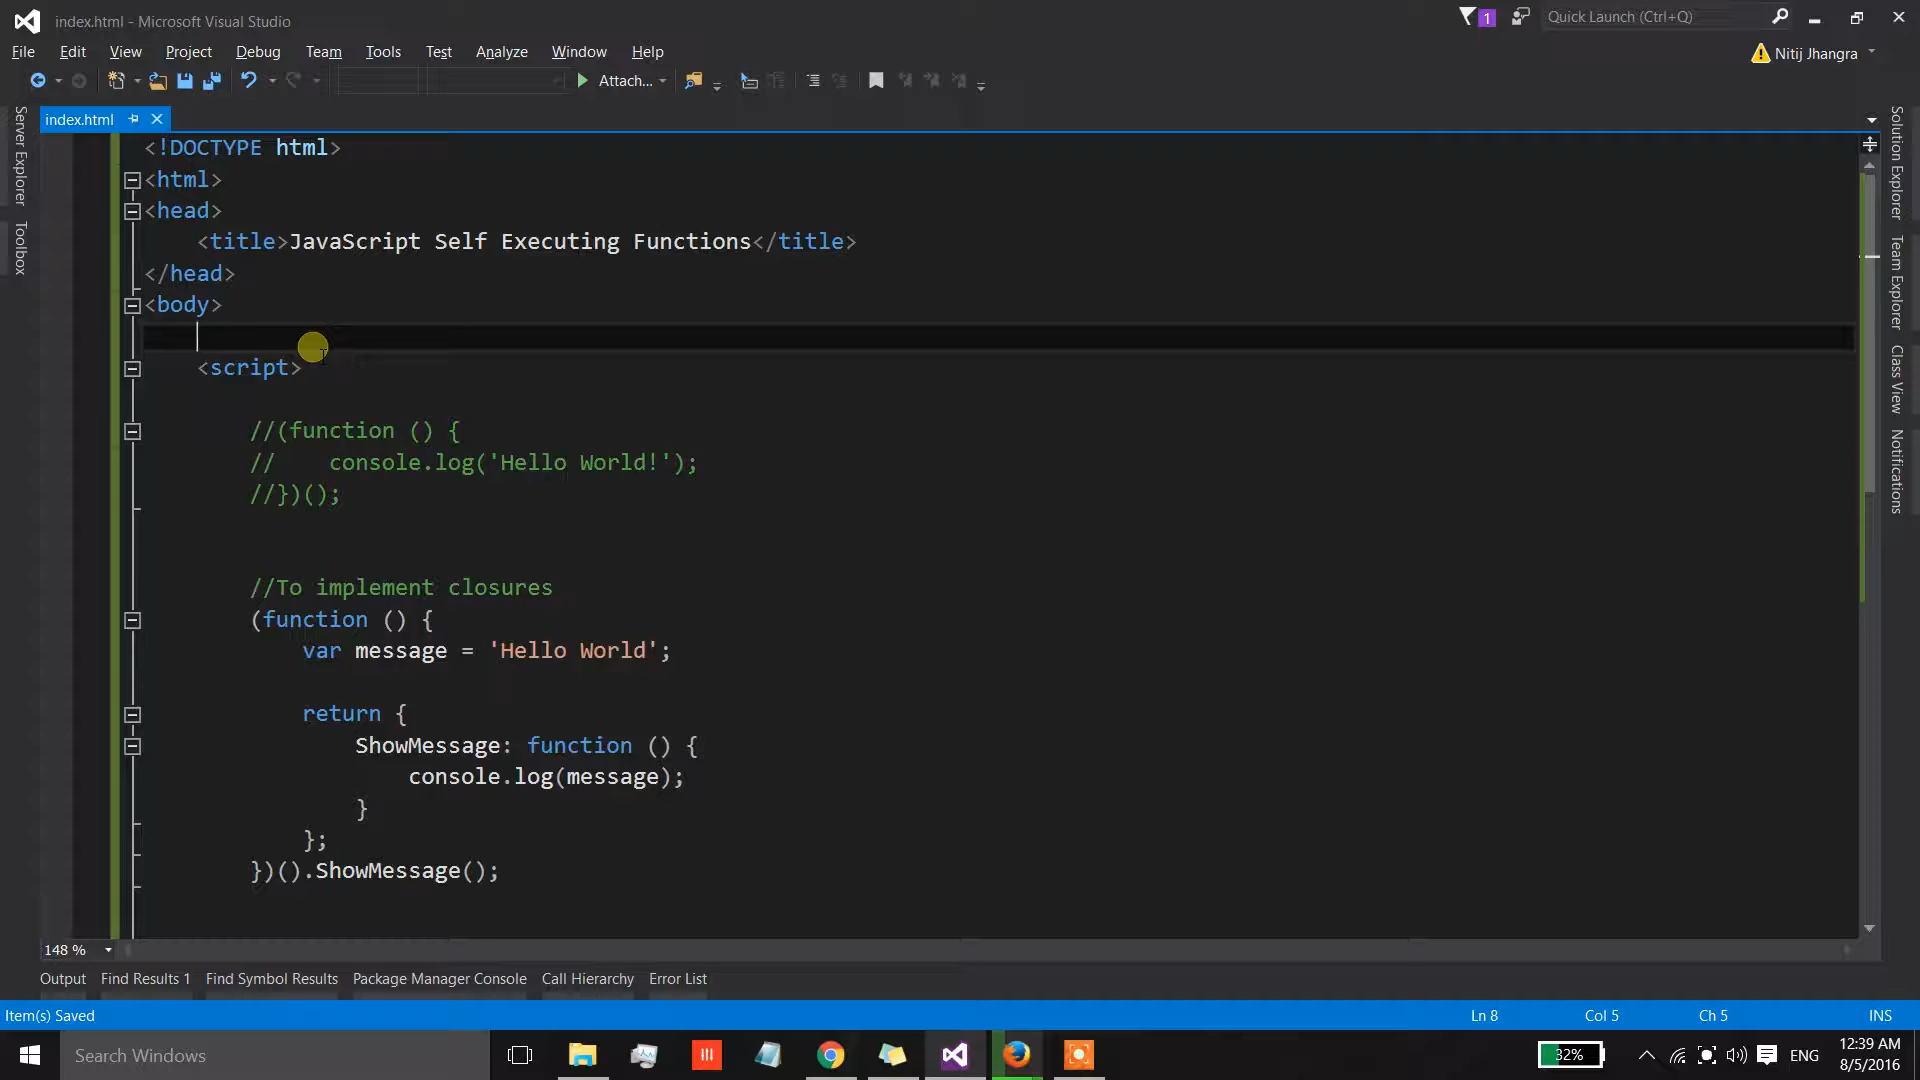 index.html - Microsoft Visual Studio
1
Quick Launch (Ctrl+Q)
File Edit View Project Debug Team Tools Test Analyze Window Help
Nitij Jhangra
Attach...
Server Explorer
Toolbox
index.html
<!DOCTYPE html>
<html>
<head>
<title>JavaScript Self Executing Functions</title>
</head>
<body>
<script>
//(function () {
//    console.log('Hello World!');
//})();
//To implement closures
(function () {
var message = 'Hello World';
return {
ShowMessage: function () {
console.log(message);
}
};
})().ShowMessage();
Solution Explorer
Team Explorer
Class View
Notifications
148 %
Output Find Results 1 Find Symbol Results Package Manager Console Call Hierarchy Error List
Item(s) Saved
Ln 8 Col 5 Ch 5 INS
Search Windows
32%
ENG
12:39 AM
8/5/2016